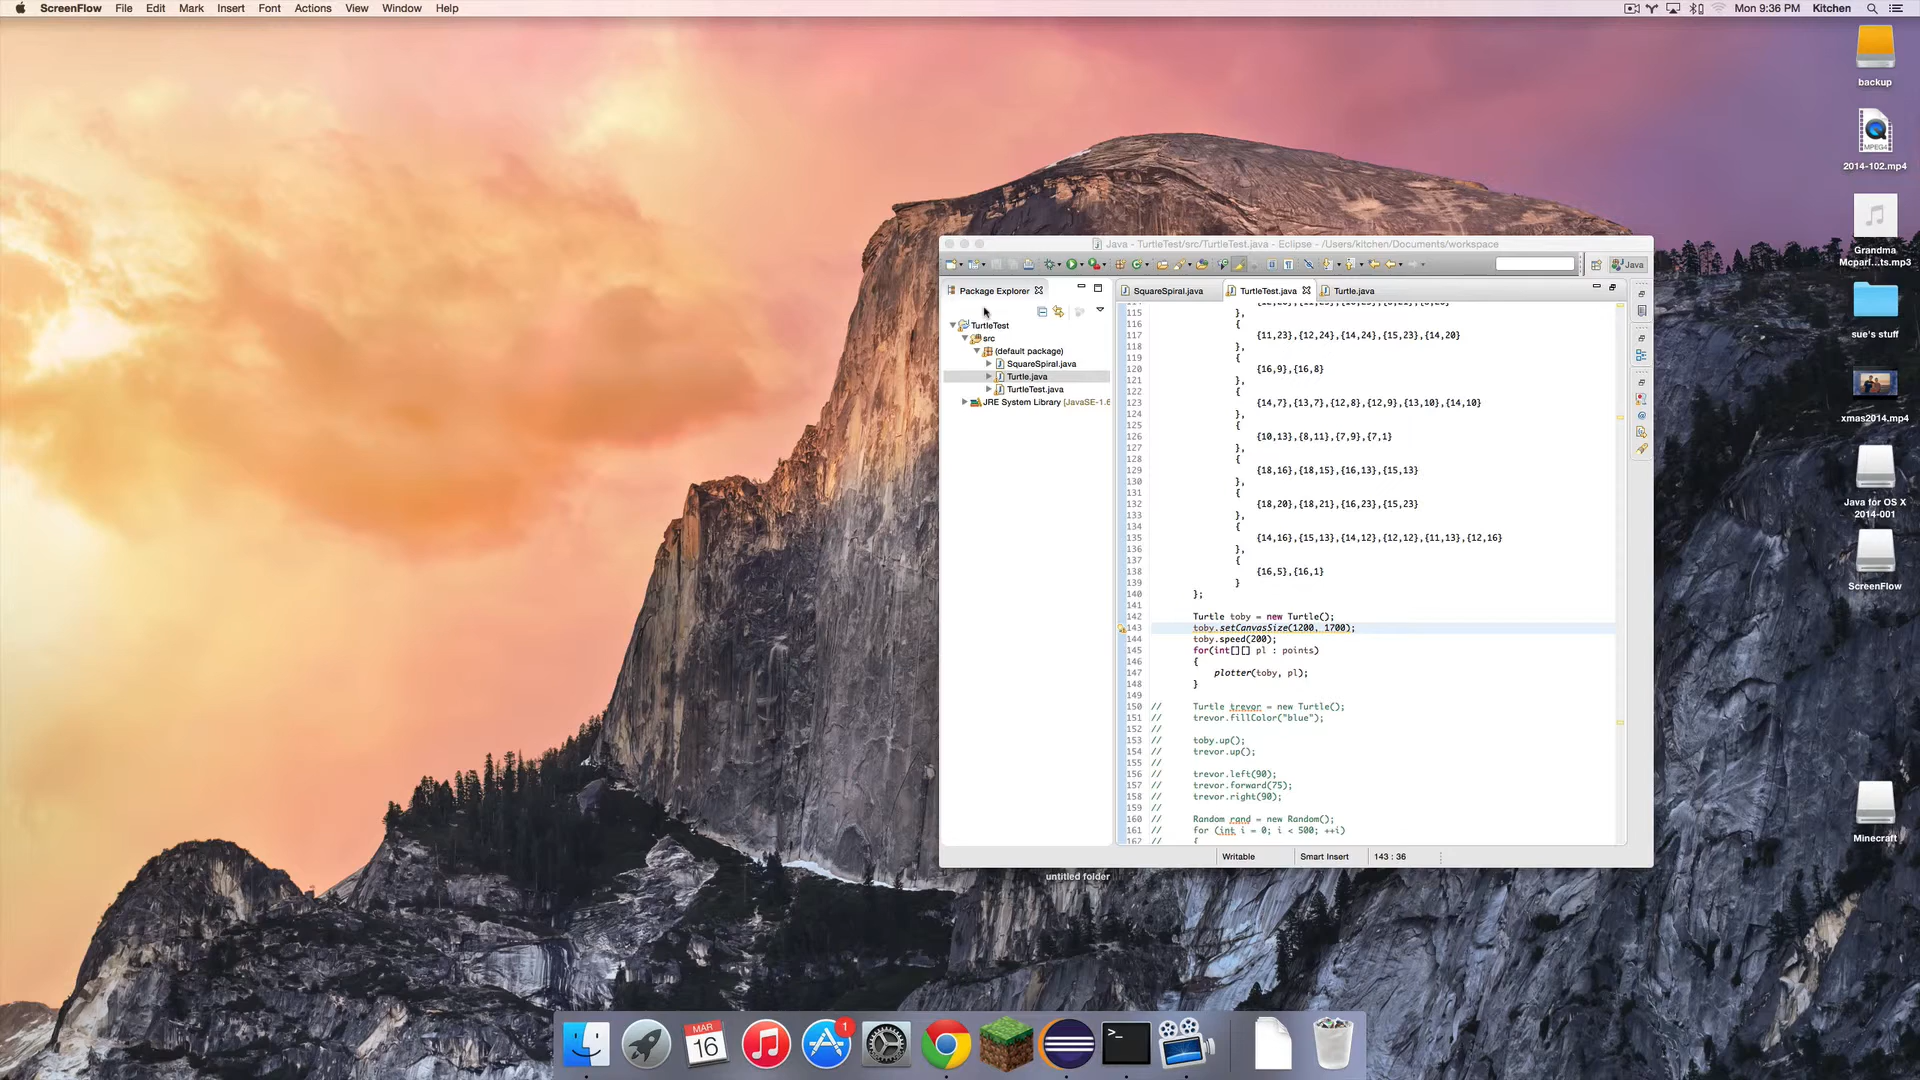 ScreenFlow File Edit Mark Insert Font Actions View Window Help
Mon 9:36 PM Kitchen
backup
MPEG4
2014-102.mp4
Grandma
Mcparl...ts.mp3
sue's stuff
xmas2014.mp4
Java for OS X
2014-001
ScreenFlow
Minecraft
untitled folder
Java - TurtleTest/src/TurtleTest.java - Eclipse - /Users/kitchen/Documents/workspace
Java
Package Explorer
TurtleTest
src
(default package)
SquareSpiral.java
Turtle.java
TurtleTest.java
JRE System Library [JavaSE-1.6
SquareSpiral.java TurtleTest.java Turtle.java
115 },
116 {
117 {11,23},{12,24},{14,24},{15,23},{14,20}
118 },
119 {
120 {16,9},{16,8}
121 },
122 {
123 {14,7},{13,7},{12,8},{12,9},{13,10},{14,10}
124 },
125 {
126 {10,13},{8,11},{7,9},{7,1}
127 },
128 {
129 {18,16},{18,15},{16,13},{15,13}
130 },
131 {
132 {18,20},{18,21},{16,23},{15,23}
133 },
134 {
135 {14,16},{15,13},{14,12},{12,12},{11,13},{12,16}
136 },
137 {
138 {16,5},{16,1}
139 }
140 };
141
142 Turtle toby = new Turtle();
143 toby.setCanvasSize(1200, 1700);
144 toby.speed(200);
145 for(int[][] pl : points)
146 {
147 plotter(toby, pl);
148 }
149
150 // Turtle trevor = new Turtle();
151 // trevor.fillColor("blue");
152 //
153 // toby.up();
154 // trevor.up();
155 //
156 // trevor.left(90);
157 // trevor.forward(75);
158 // trevor.right(90);
159 //
160 // Random rand = new Random();
161 // for (int i = 0; i < 500; ++i)
162 // {
Writable Smart Insert 143 : 36
MAR
16
1
>_